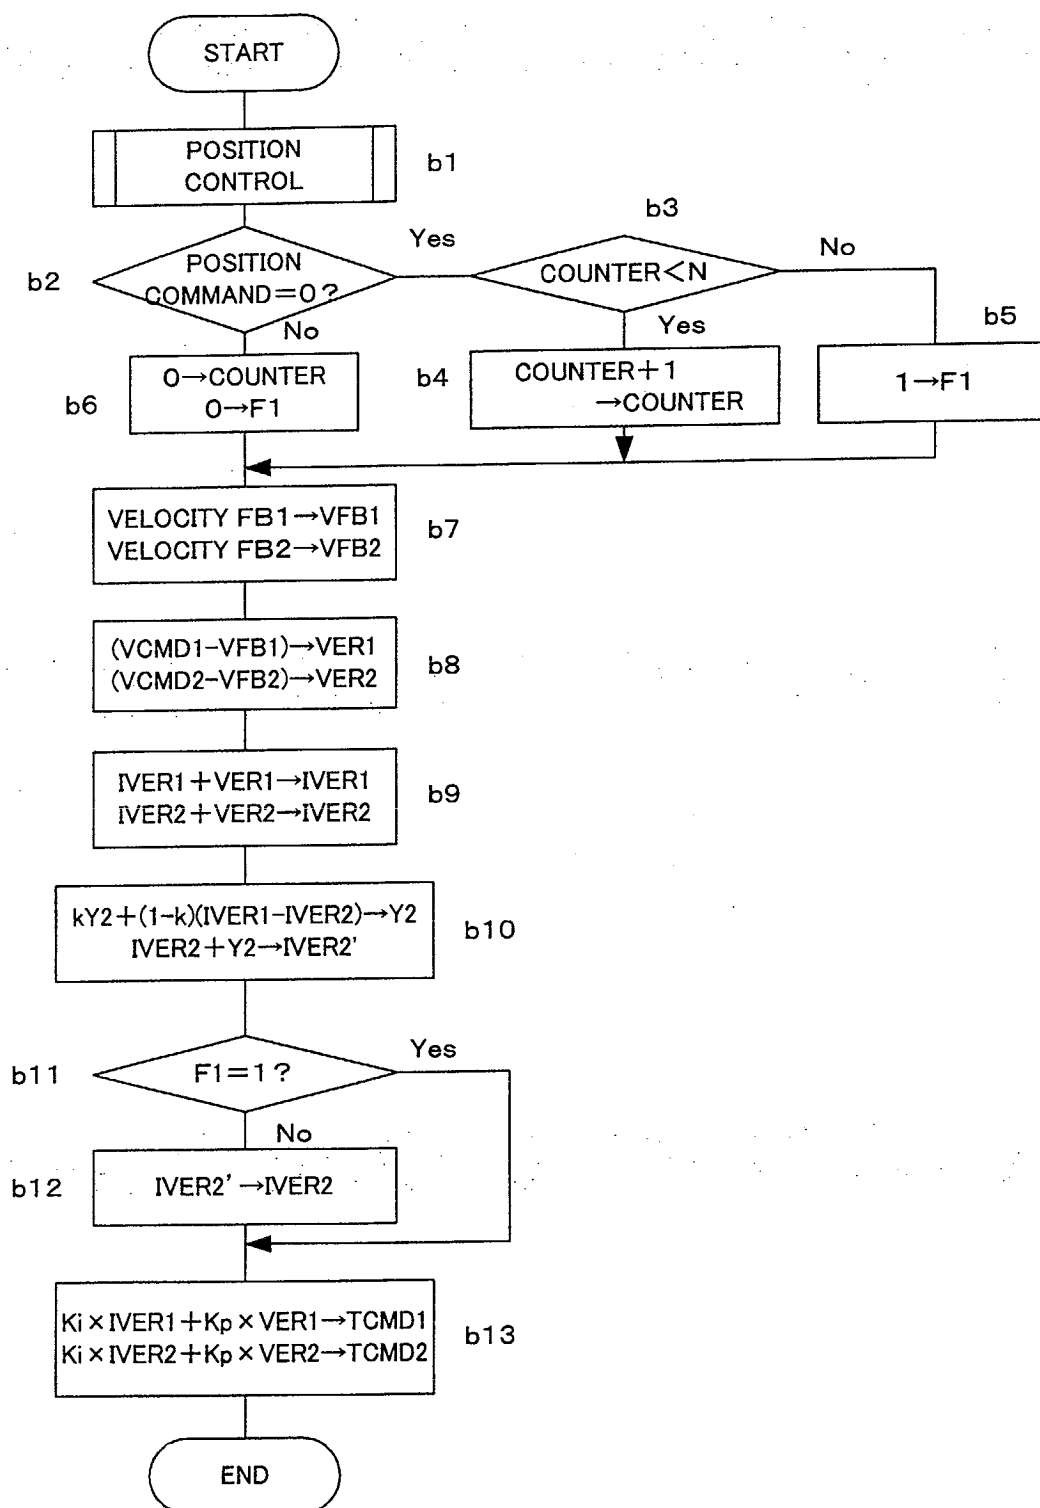 START
POSITION
CONTROL
b1
b2
POSITION
COMMAND=0?
Yes
b3
COUNTER<N
No
No
Yes
b5
b6
0→COUNTER
0→F1
b4
COUNTER+1
→COUNTER
1→F1
VELOCITY FB1→VFB1
VELOCITY FB2→VFB2
b7
(VCMD1-VFB1)→VER1
(VCMD2-VFB2)→VER2
b8
IVER1+VER1→IVER1
IVER2+VER2→IVER2
b9
kY2+(1-k)(IVER1-IVER2)→Y2
IVER2+Y2→IVER2'
b10
b11
F1=1?
Yes
No
b12
IVER2'→IVER2
Ki×IVER1+Kp×VER1→TCMD1
Ki×IVER2+Kp×VER2→TCMD2
b13
END